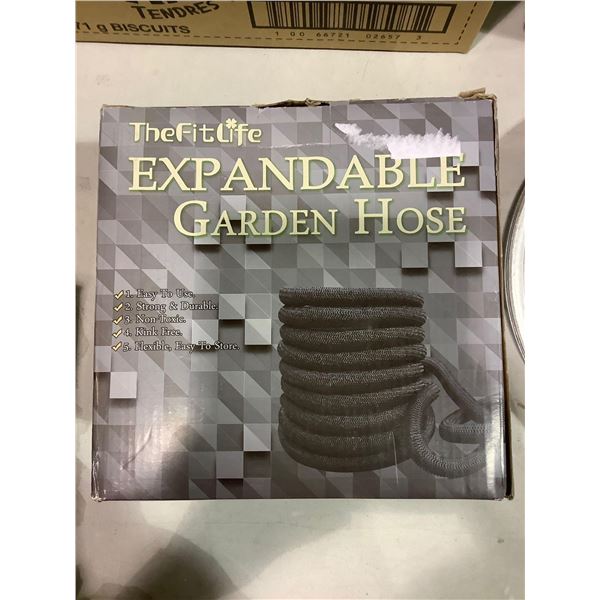 TENDRES
71 g BISCUITS
1 00 66721 02657 3
TheFitLife
EXPANDABLE
GARDEN HOSE
1. Easy To Use.
2. Strong & Durable.
3. Non-Toxic.
4. Kink Free.
5. Flexible, Easy To Store.